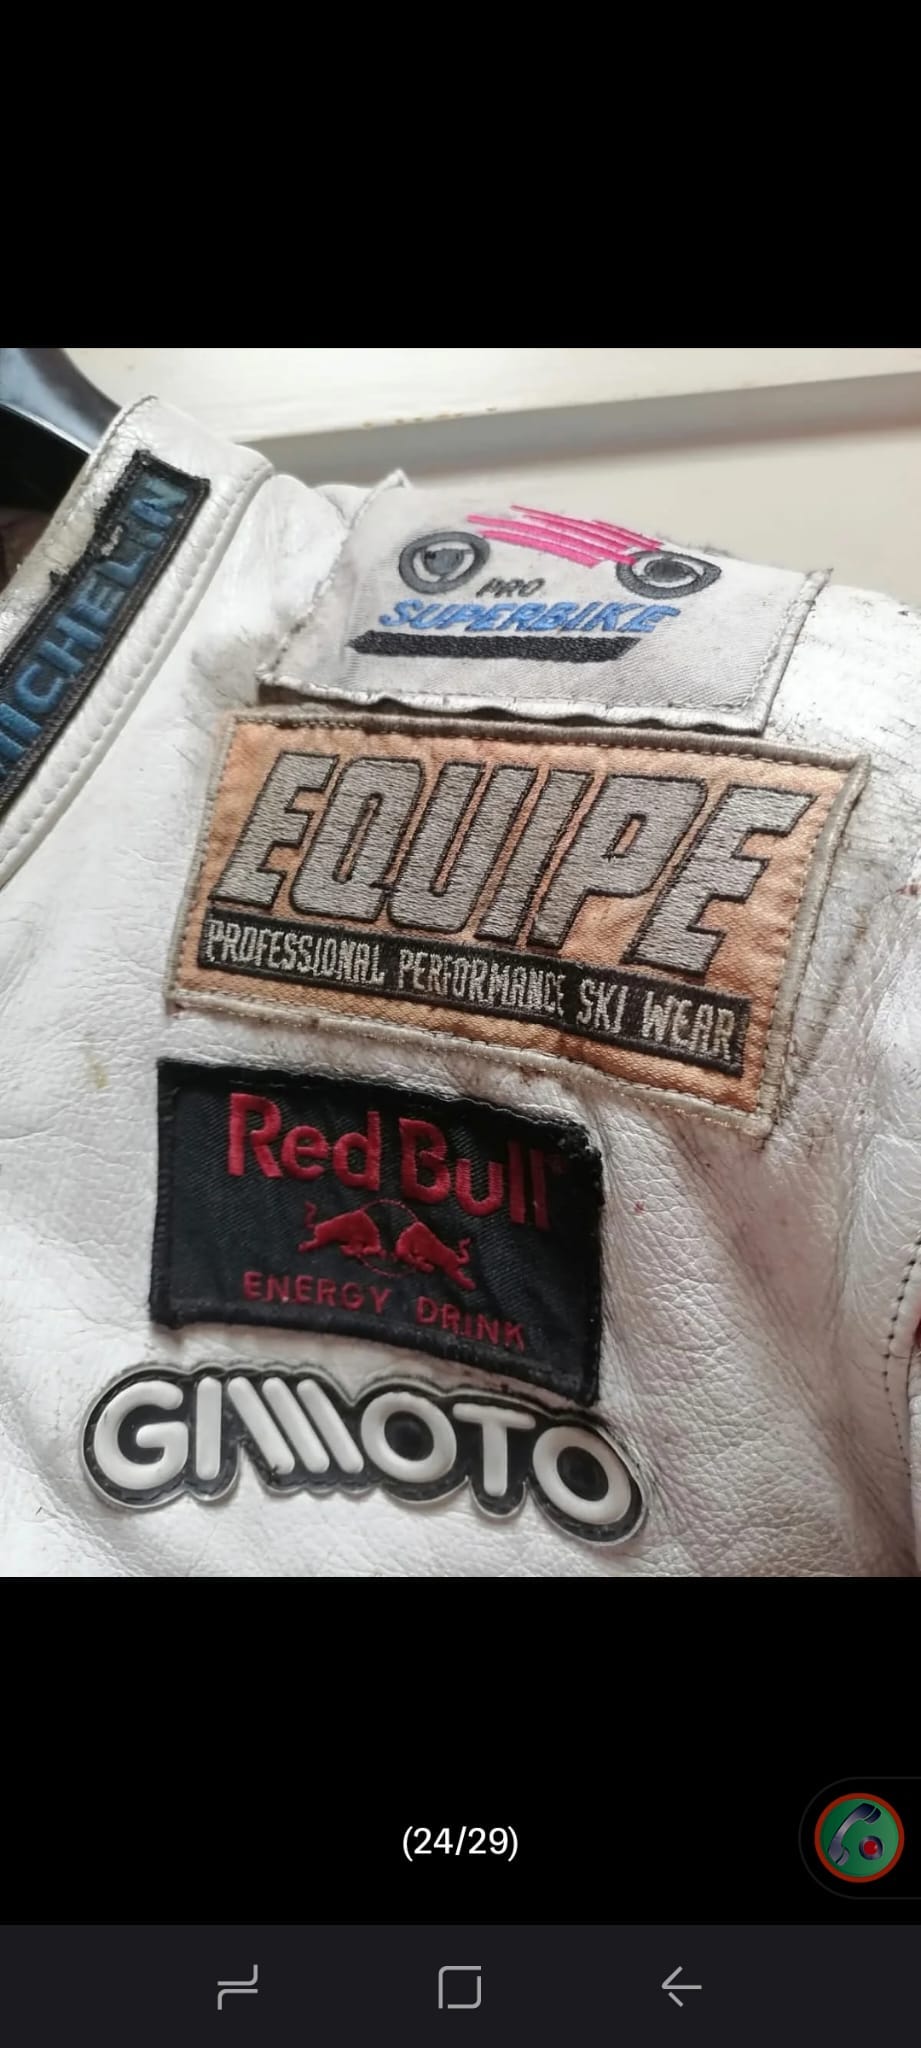 MICHELIN
PRO
SUPERBIKE
EQUIPE
PROFESSIONAL PERFORMANCE SKI WEAR
Red Bull
ENERGY DRINK
GIMOTO
(24/29)